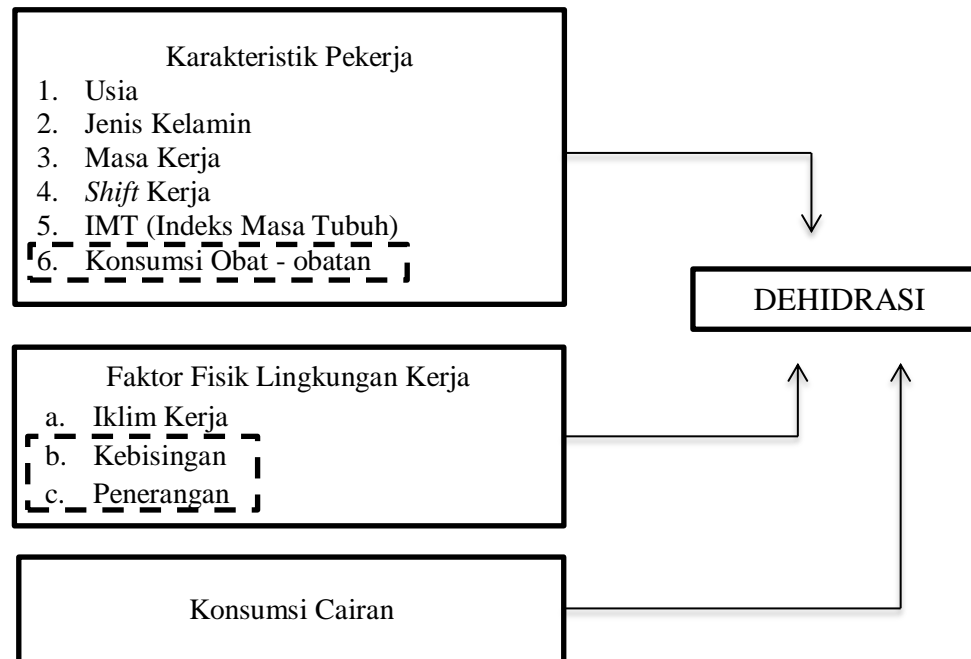 Karakteristik Pekerja
1. Usia
2. Jenis Kelamin
3. Masa Kerja
4. Shift Kerja
5. IMT (Indeks Masa Tubuh)
6. Konsumsi Obat - obatan
DEHIDRASI
Faktor Fisik Lingkungan Kerja
a. Iklim Kerja
b. Kebisingan
c. Penerangan
Konsumsi Cairan